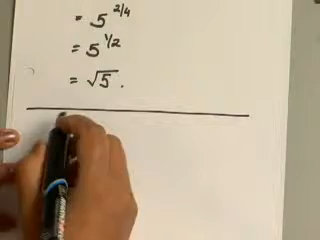 = 5^{2/4}
= 5^{1/2}
= √5.